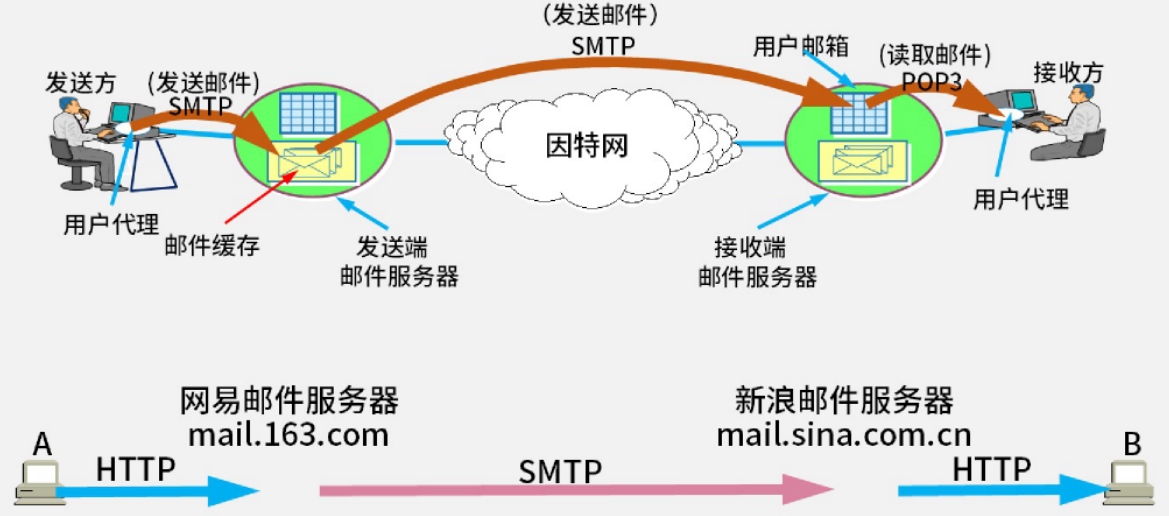 (发送邮件)
SMTP
用户邮箱
(读取邮件)
POP3
接收方
发送方
(发送邮件)
SMTP
因特网
用户代理
邮件缓存
发送端
邮件服务器
接收端
邮件服务器
用户代理
网易邮件服务器
mail.163.com
新浪邮件服务器
mail.sina.com.cn
A
HTTP
SMTP
HTTP
B